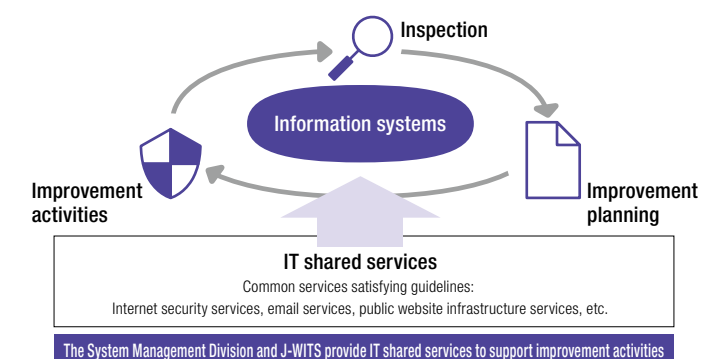 Inspection
Information systems
Improvement
activities
Improvement
planning
IT shared services
Common services satisfying guidelines:
Internet security services, email services, public website infrastructure services, etc.
The System Management Division and J-WITS provide IT shared services to support improvement activities